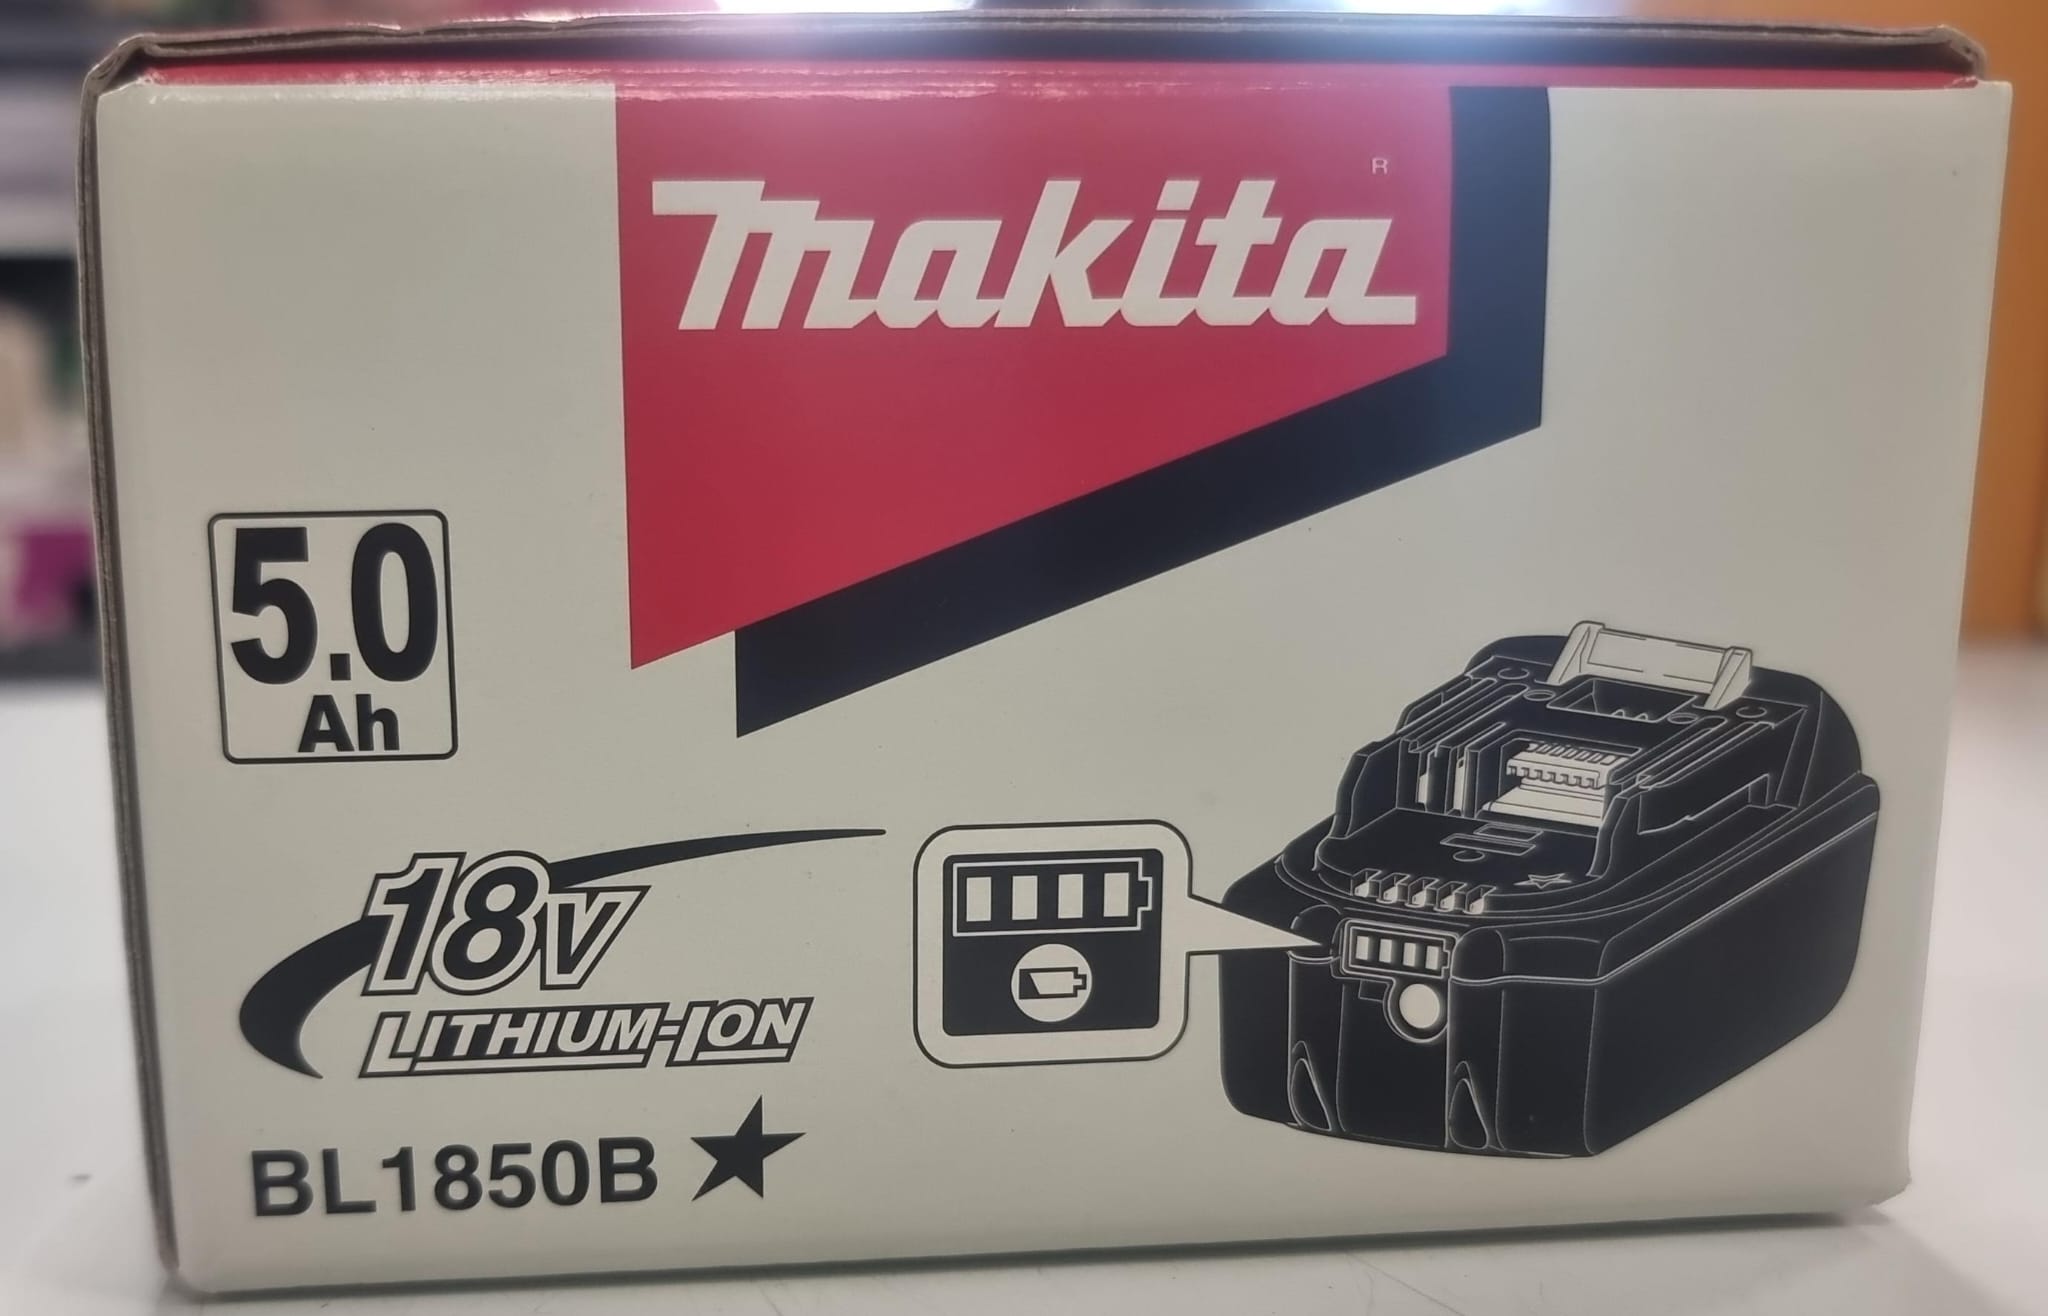 makita
R
5.0
Ah
18V
LITHIUM-ION
BL1850B ★